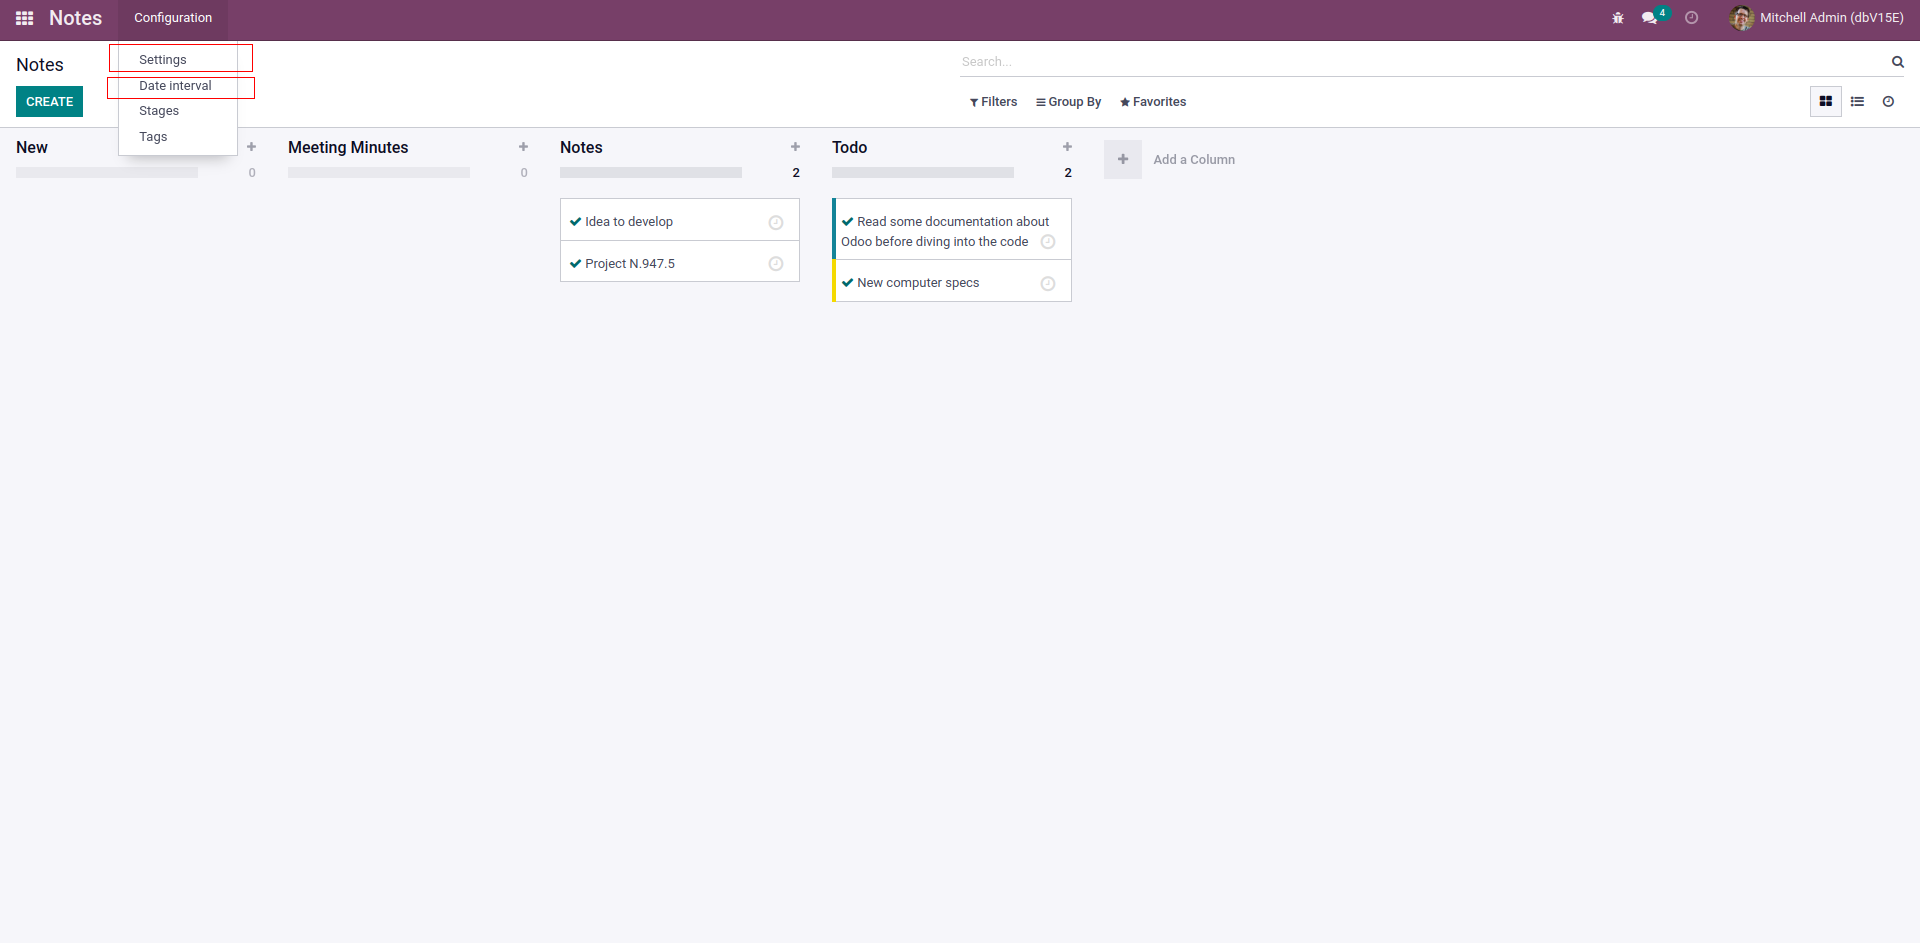 Notes
Configuration
4
Mitchell Admin (dbV15E)
Notes
Settings
Date interval
Stages
Tags
Search...
CREATE
Filters
Group By
Favorites
New
0
Meeting Minutes
0
Notes
2
Idea to develop
Project N.947.5
Todo
2
Read some documentation about
Odoo before diving into the code
New computer specs
Add a Column